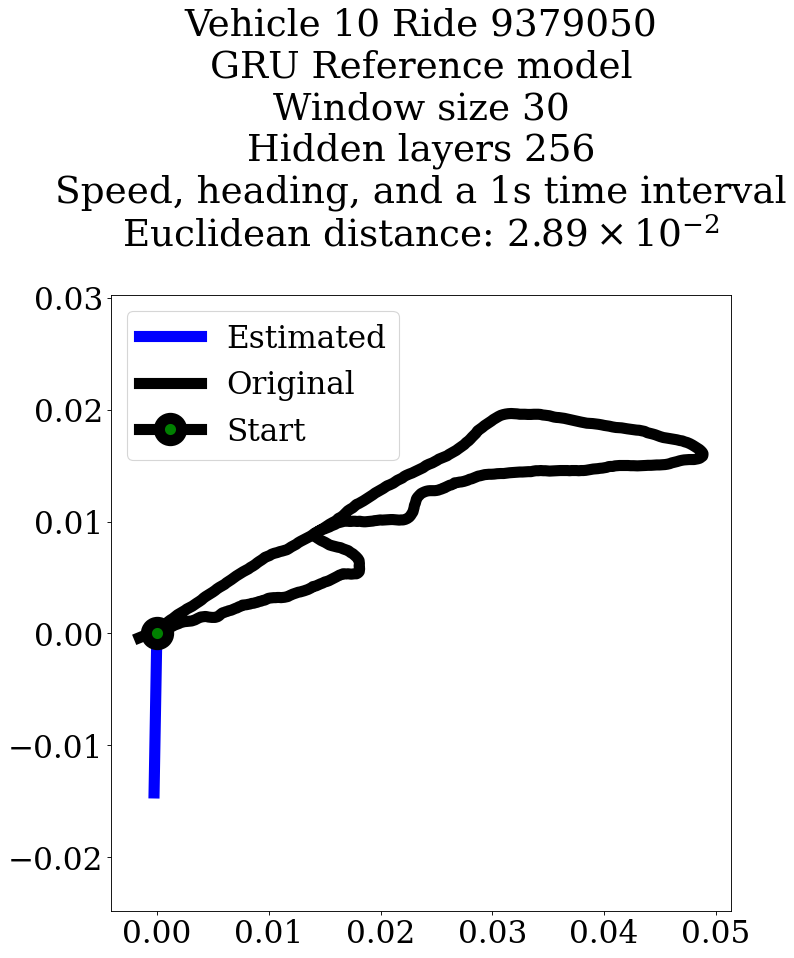 Vehicle 10 Ride 9379050
GRU Reference model
Window size 30
Hidden layers 256
Speed, heading, and a 1s time interval
Euclidean distance: 2.89 × 10⁻²
Estimated
Original
Start
0.03
0.02
0.01
0.00
−0.01
−0.02
0.00 0.01 0.02 0.03 0.04 0.05